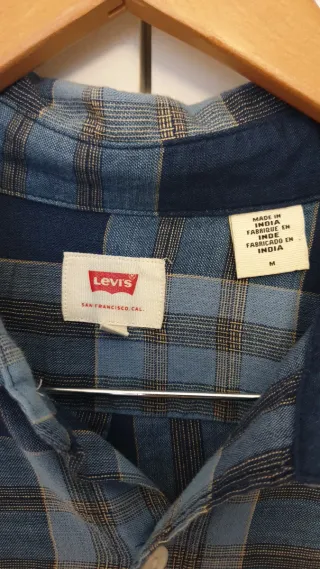 MADE IN
INDIA
FABRIQUE EN
INDE
FABRICADO EN
INDIA
M
Levi's
SAN FRANCISCO, CAL.